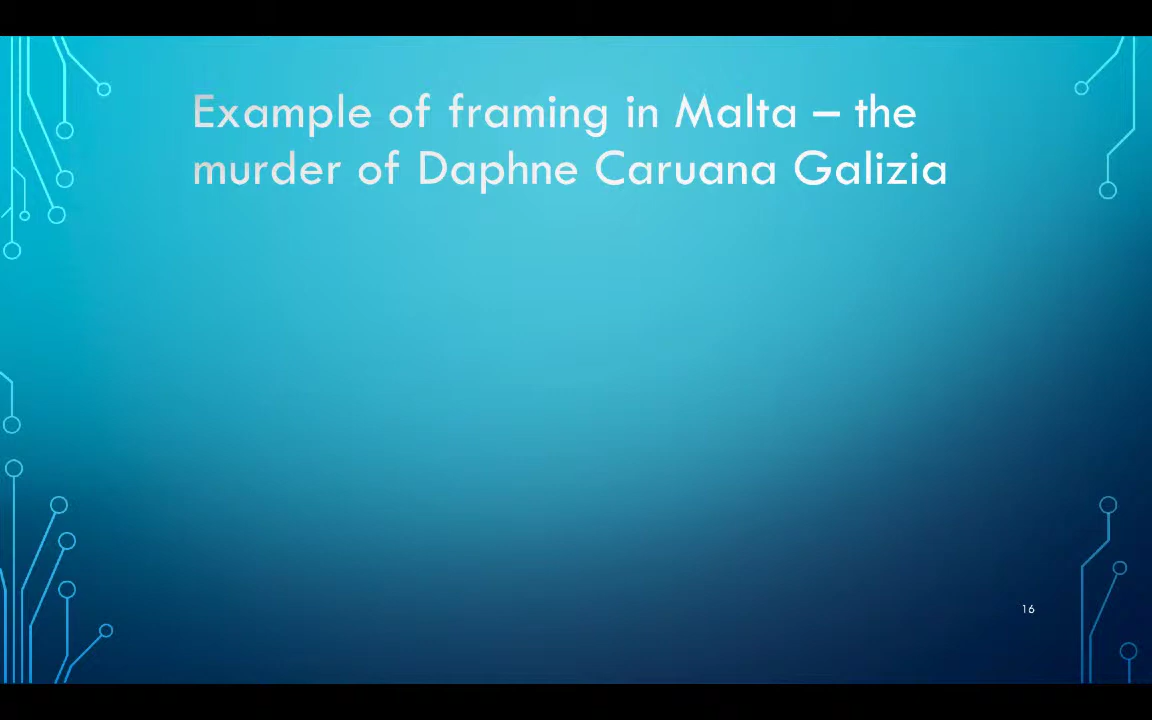 Example of framing in Malta – the
murder of Daphne Caruana Galizia
16